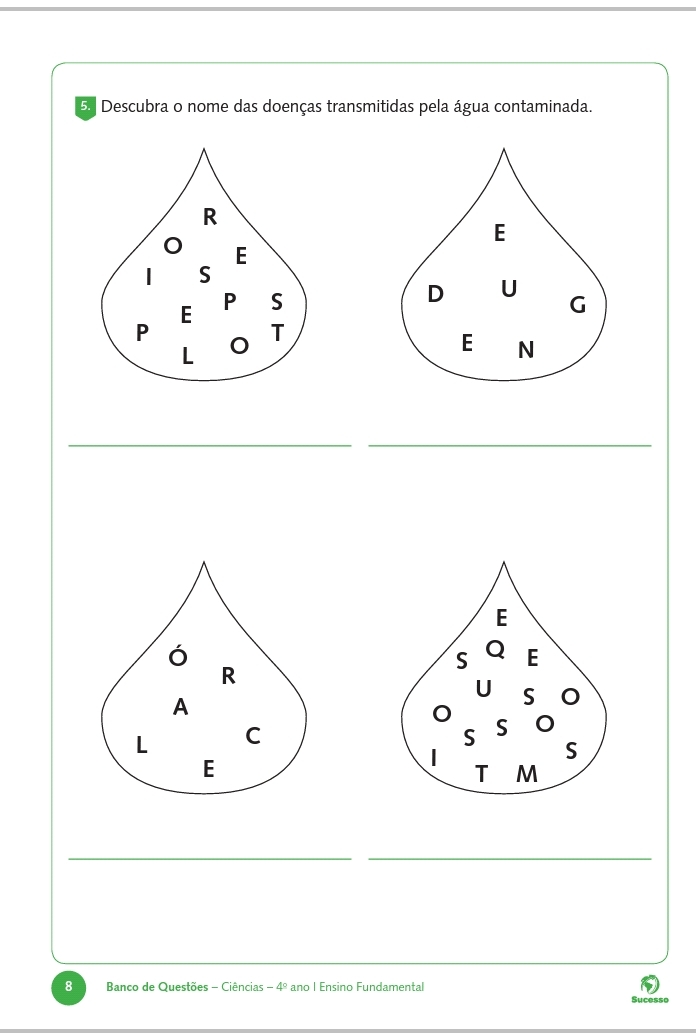 5. Descubra o nome das doenças transmitidas pela água contaminada.
R
O
E
I
S
P
S
E
P
T
L
O
E
D
U
G
E
N
Ó
R
A
L
C
E
E
Q
S
E
U
S
O
O
O
S
S
S
I
T
M
8
Banco de Questões – Ciências – 4º ano I Ensino Fundamental
Sucesso